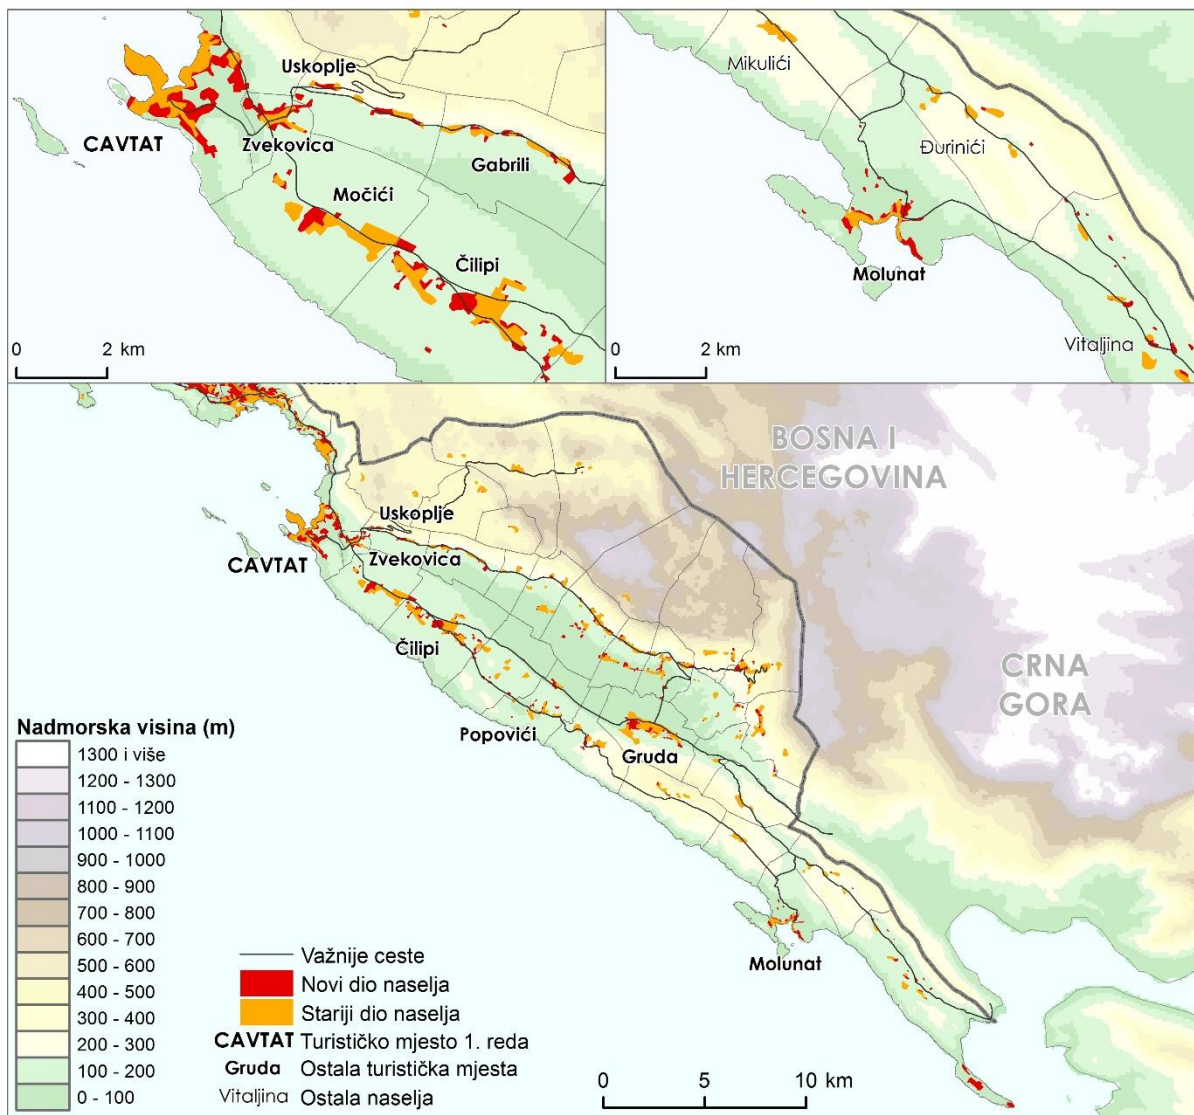 Uskoplje
CAVTAT
Zvekovica
Gabrili
Močići
Čilipi
0 2 km
Mikulići
Đurinići
Molunat
Vitaljina
0 2 km
BOSNA I
HERCEGOVINA
Uskoplje
CAVTAT
Zvekovica
Čilipi
CRNA
GORA
Popovići
Gruda
Molunat
Nadmorska visina (m)
1300 i više
1200 - 1300
1100 - 1200
1000 - 1100
900 - 1000
800 - 900
700 - 800
600 - 700
500 - 600
400 - 500
300 - 400
200 - 300
100 - 200
0 - 100
Važnije ceste
Novi dio naselja
Stariji dio naselja
CAVTAT Turističko mjesto 1. reda
Gruda Ostala turistička mjesta
Vitaljina Ostala naselja
0 5 10 km